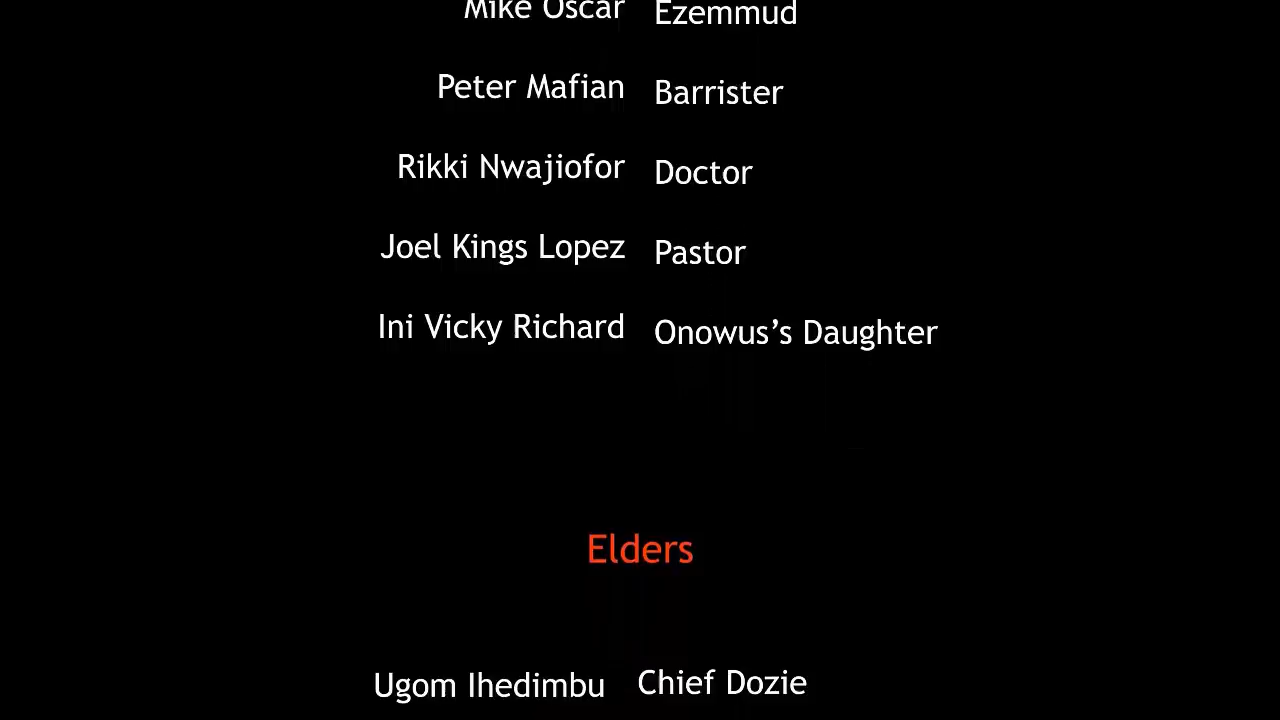 Mike Oscar Ezemmud
Peter Mafian Barrister
Rikki Nwajiofor Doctor
Joel Kings Lopez Pastor
Ini Vicky Richard Onowus’s Daughter
Elders
Ugom Ihedimbu Chief Dozie